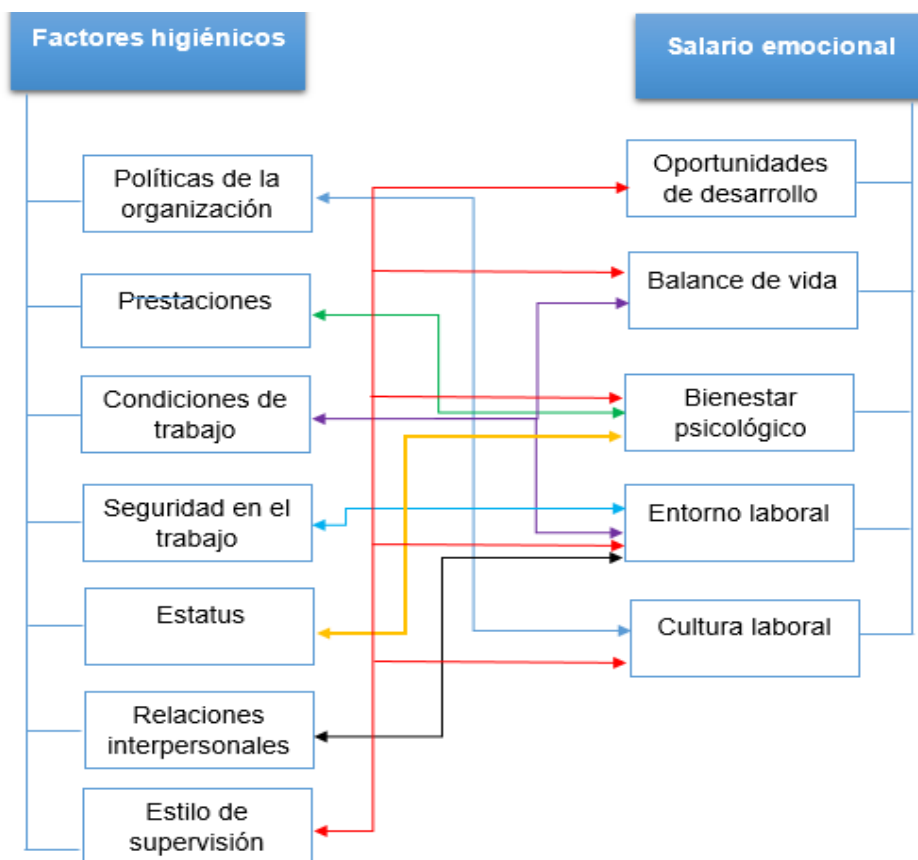 Factores higiénicos
Políticas de la
organización
Prestaciones
Condiciones de
trabajo
Seguridad en el
trabajo
Estatus
Relaciones
interpersonales
Estilo de
supervisión
Salario emocional
Oportunidades
de desarrollo
Balance de vida
Bienestar
psicológico
Entorno laboral
Cultura laboral